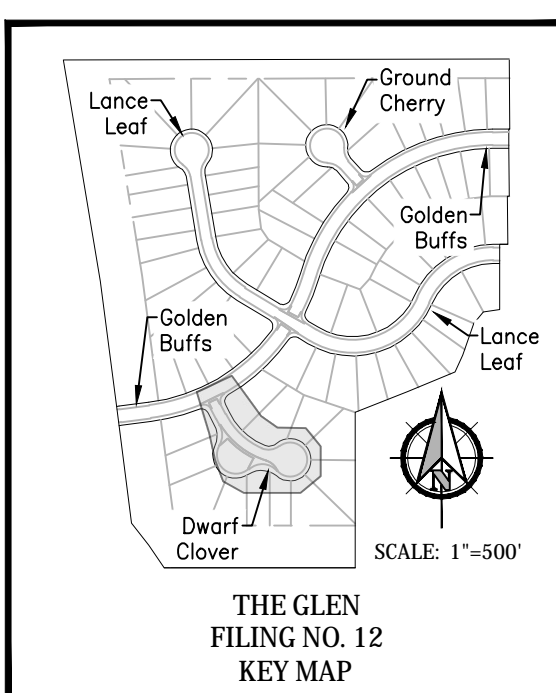 Lance
Leaf
Ground
Cherry
Golden
Buffs
Golden
Buffs
Lance
Leaf
Dwarf
Clover
N
SCALE: 1"=500'
THE GLEN
FILING NO. 12
KEY MAP